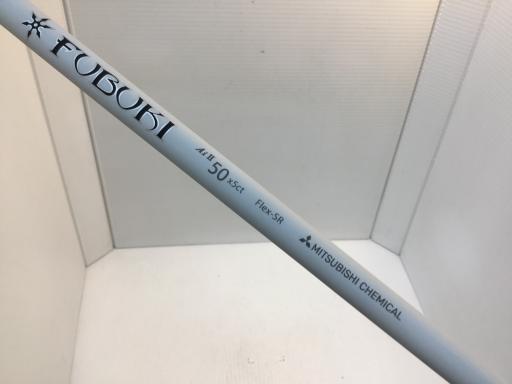 FUBUKI
Ai II 50 x5ct Flex-SR MITSUBISHI CHEMICAL